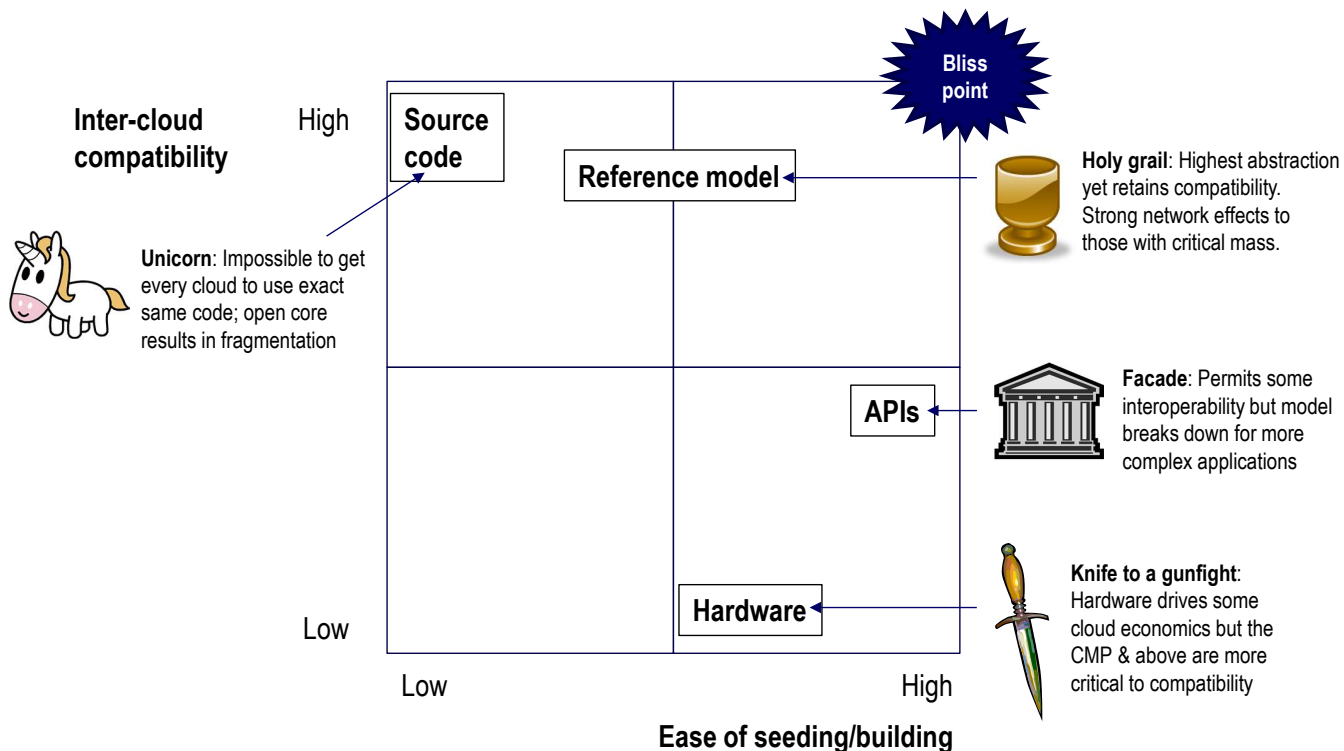 Bliss
point
Inter-cloud
compatibility
High
Source
code
Reference model
Holy grail: Highest abstraction
yet retains compatibility.
Strong network effects to
those with critical mass.
Unicorn: Impossible to get
every cloud to use exact
same code; open core
results in fragmentation
APIs
Facade: Permits some
interoperability but model
breaks down for more
complex applications
Hardware
Knife to a gunfight:
Hardware drives some
cloud economics but the
CMP & above are more
critical to compatibility
Low
Low
High
Ease of seeding/building